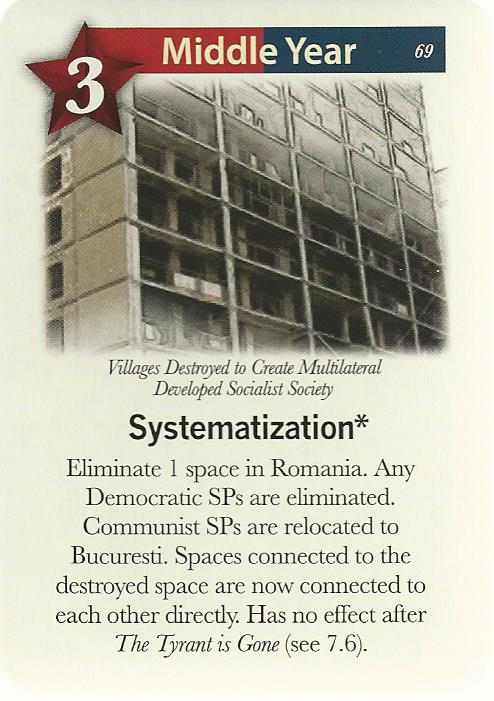 3
Middle Year
69
Villages Destroyed to Create Multilateral
Developed Socialist Society
Systematization*
Eliminate 1 space in Romania. Any
Democratic SPs are eliminated.
Communist SPs are relocated to
Bucuresti. Spaces connected to the
destroyed space are now connected to
each other directly. Has no effect after
The Tyrant is Gone (see 7.6).